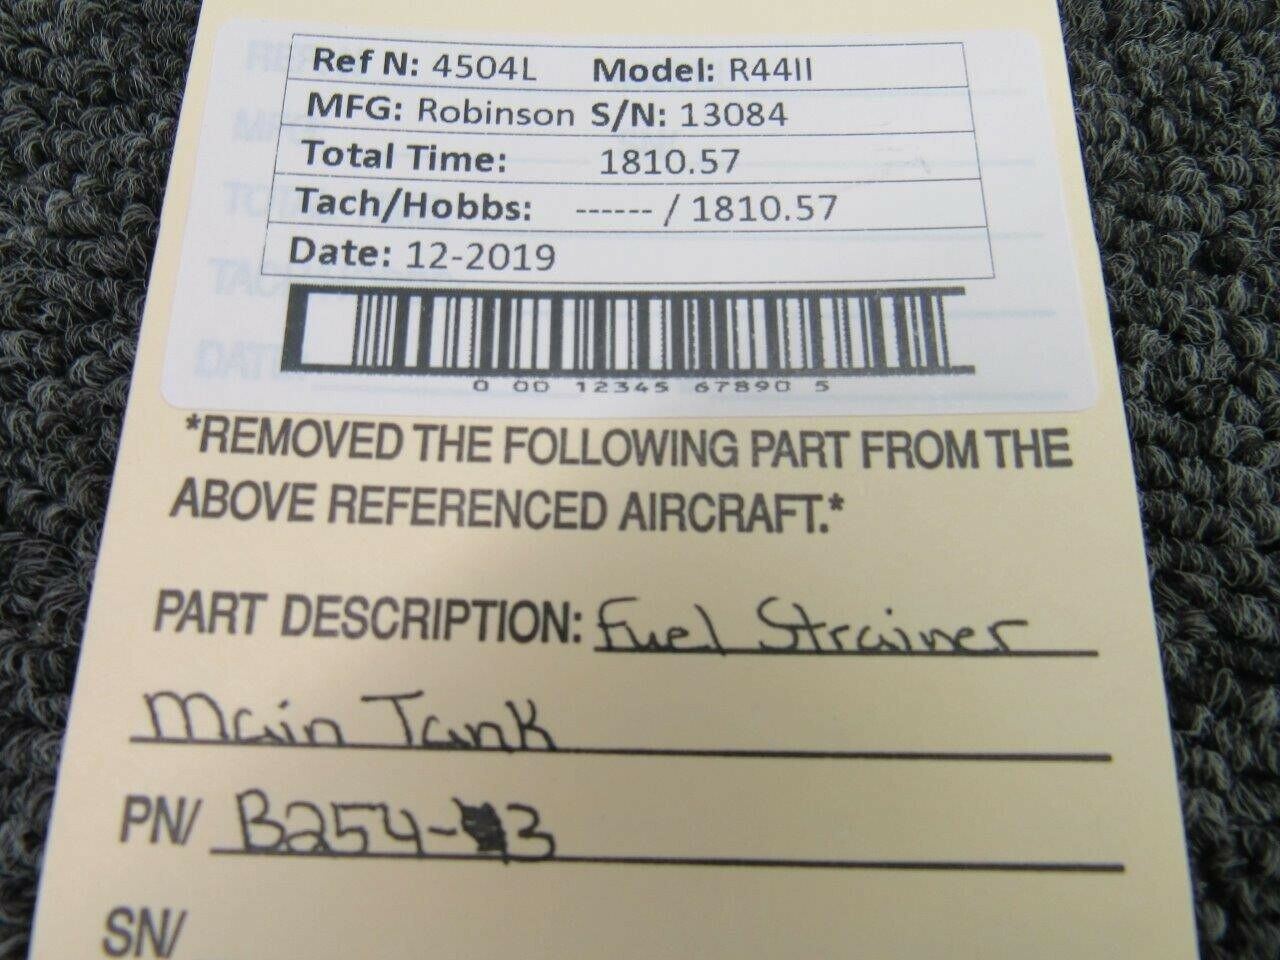 Ref N: 4504L Model: R44II
MFG: Robinson S/N: 13084
Total Time: 1810.57
Tach/Hobbs: ------ / 1810.57
Date: 12-2019
0 00 12345 67890 5
*REMOVED THE FOLLOWING PART FROM THE
ABOVE REFERENCED AIRCRAFT.*
PART DESCRIPTION: Fuel Strainer
Main Tank
PN/ B254-3
SN/